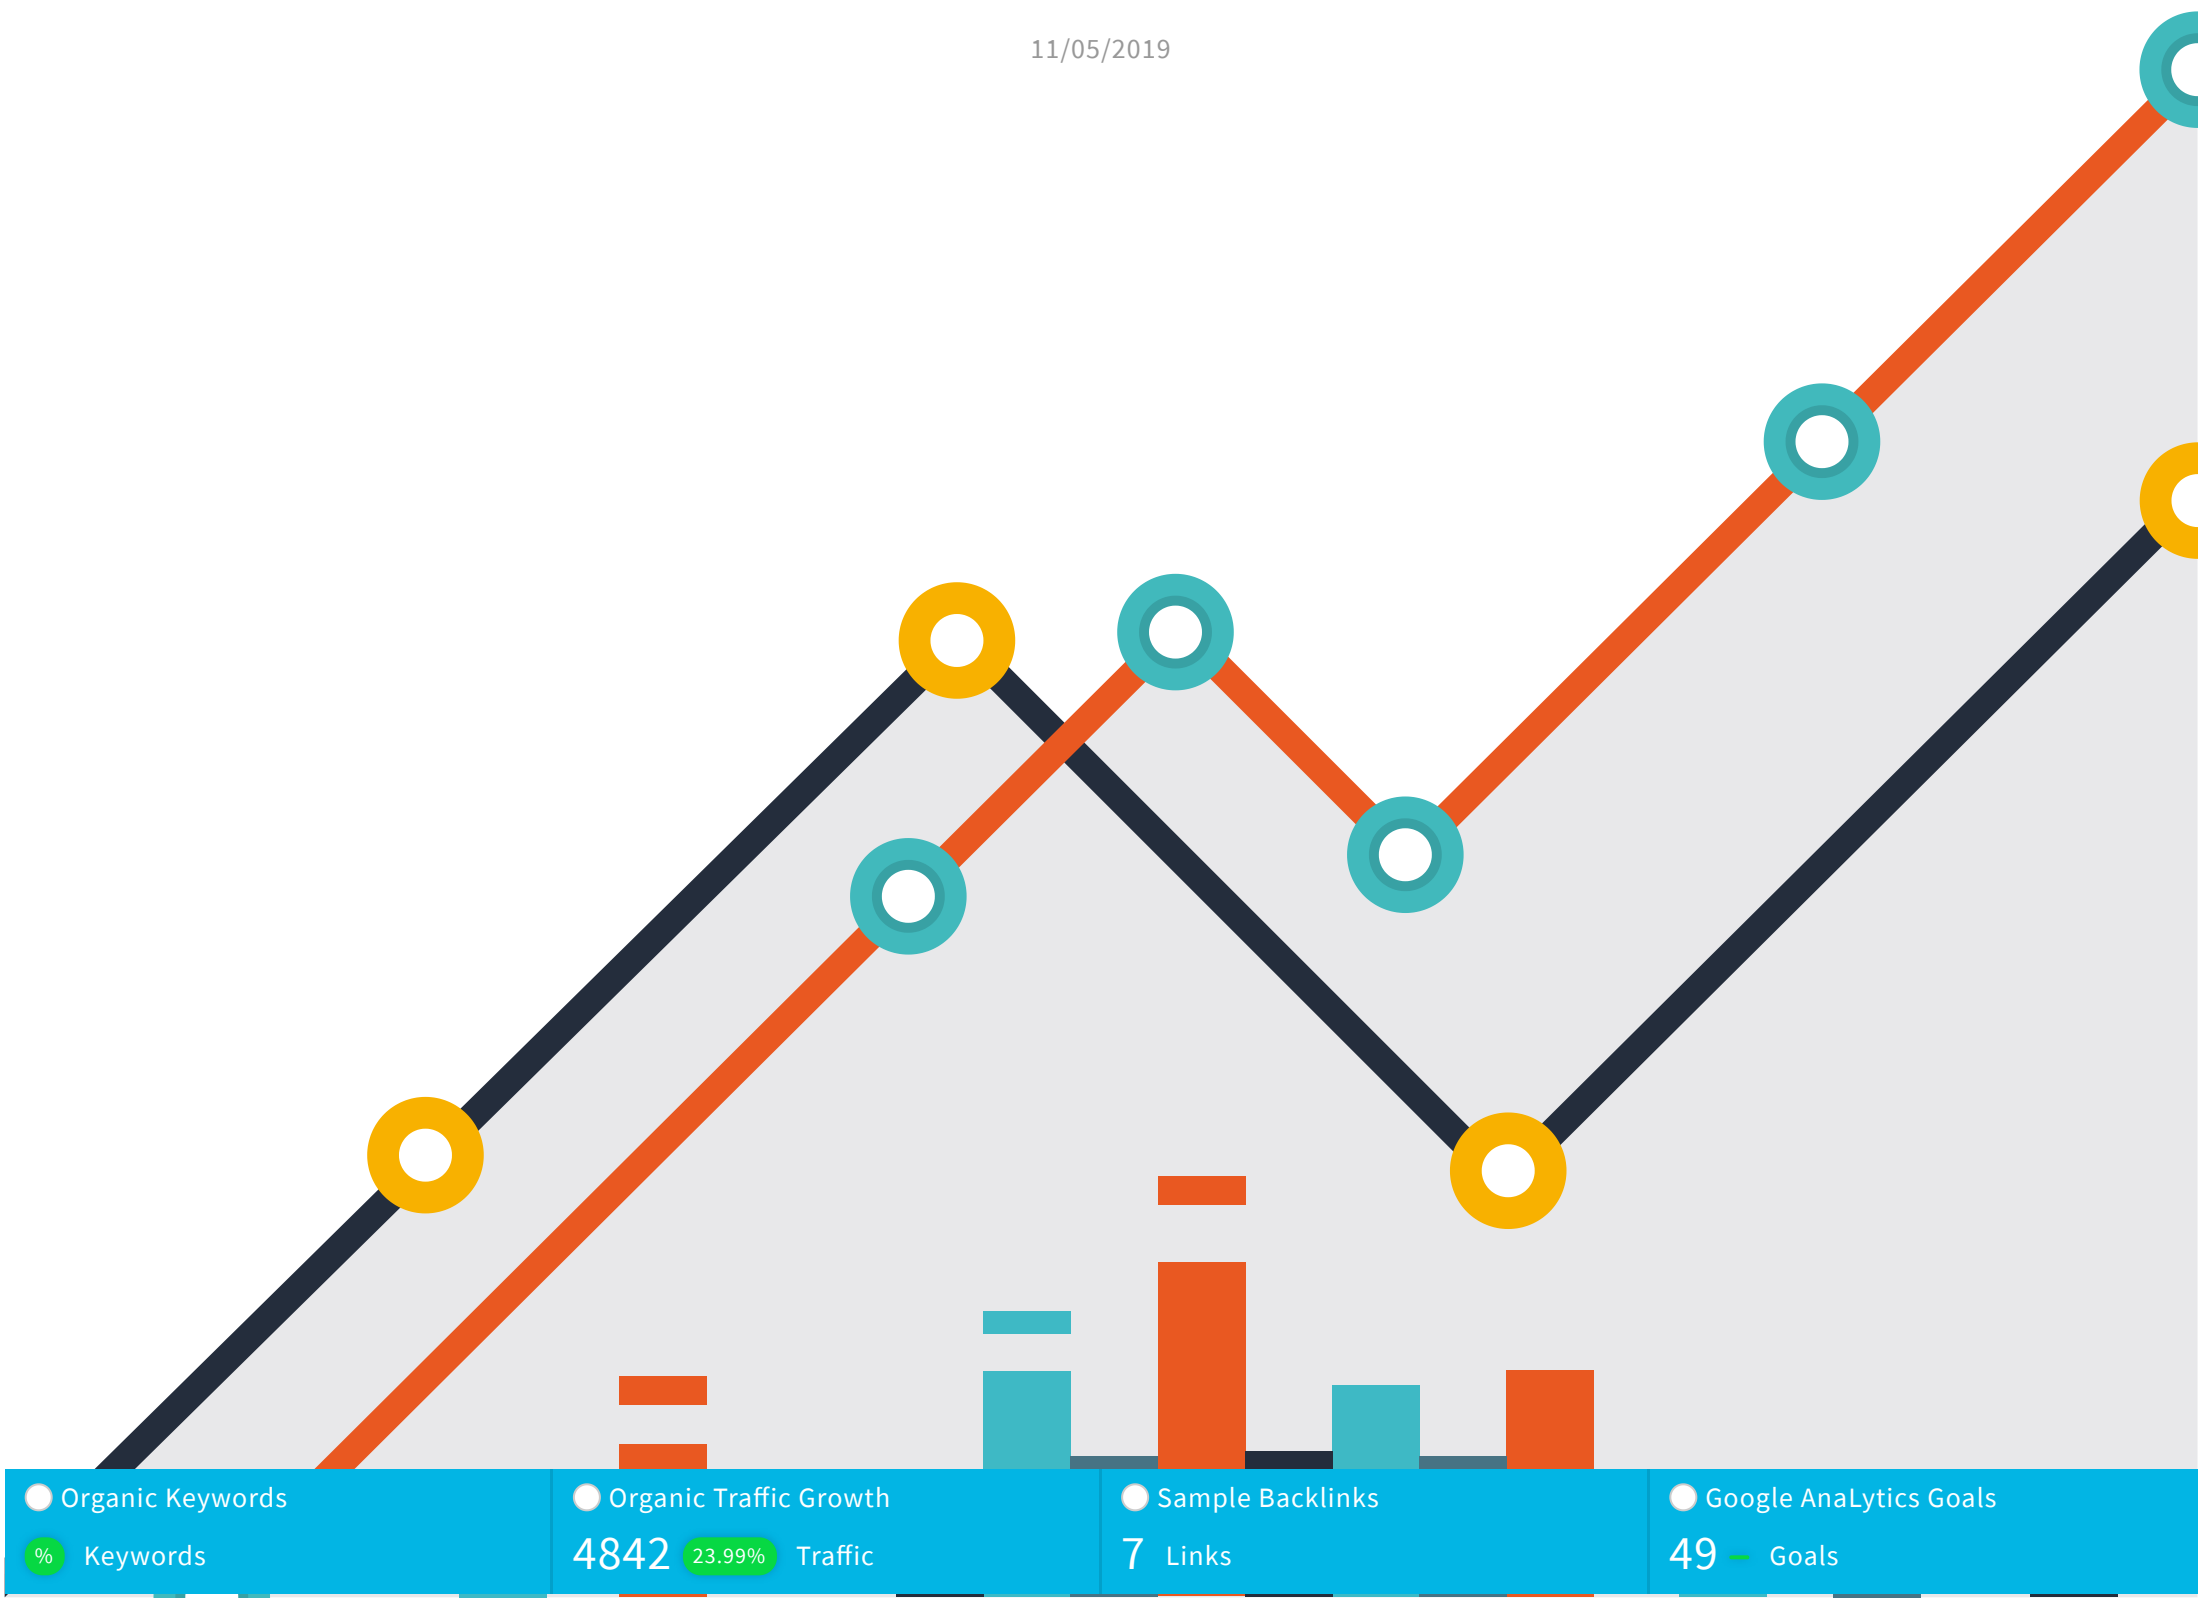 11/05/2019
Organic Keywords
% Keywords
Organic Traffic Growth
4842 23.99% Traffic
Sample Backlinks
7 Links
Google AnaLytics Goals
49 – Goals